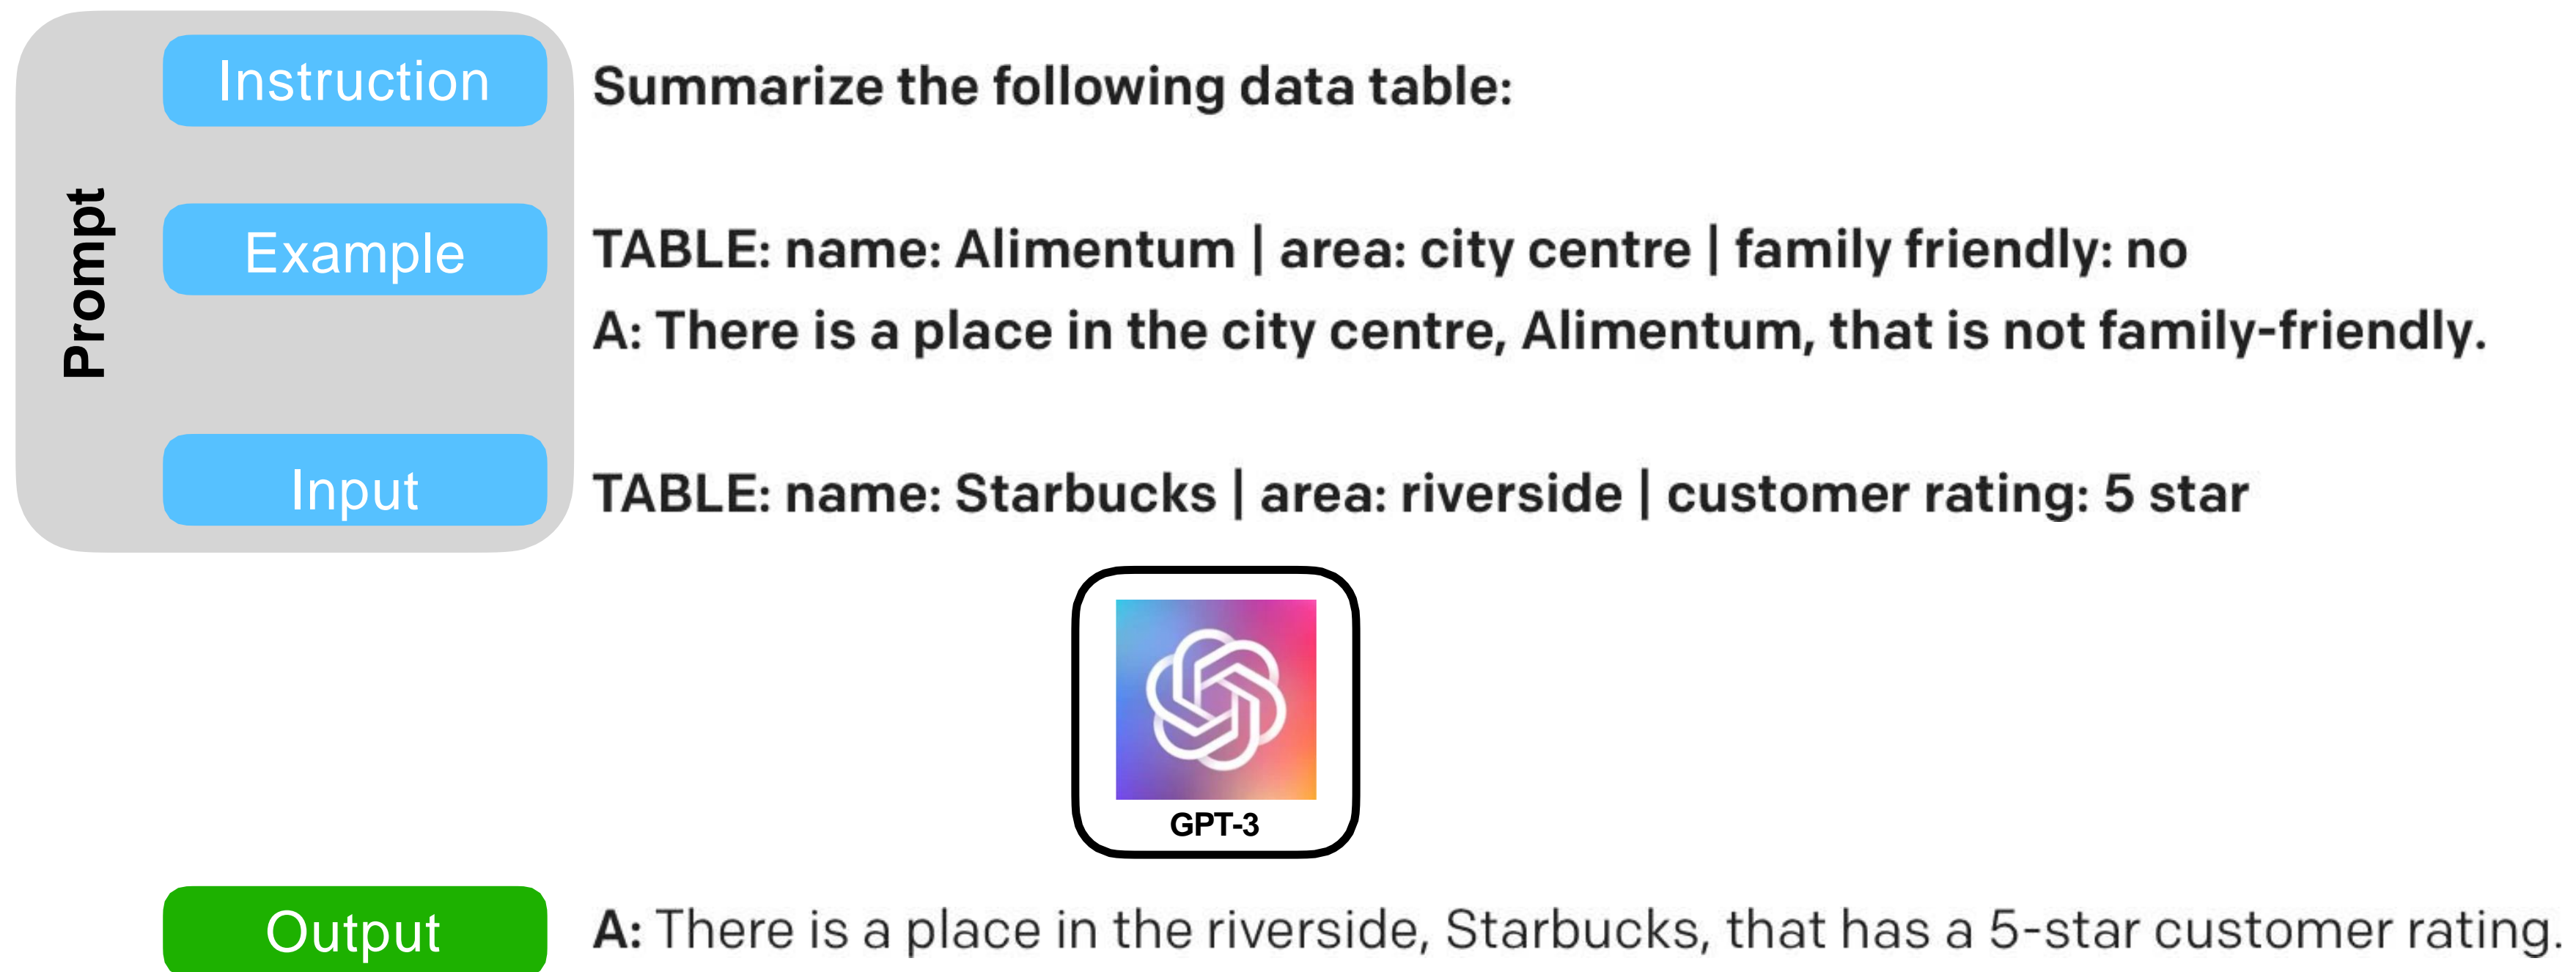 Prompt
Instruction
Summarize the following data table:
Example
TABLE: name: Alimentum | area: city centre | family friendly: no
A: There is a place in the city centre, Alimentum, that is not family-friendly.
Input
TABLE: name: Starbucks | area: riverside | customer rating: 5 star
GPT-3
Output
A: There is a place in the riverside, Starbucks, that has a 5-star customer rating.